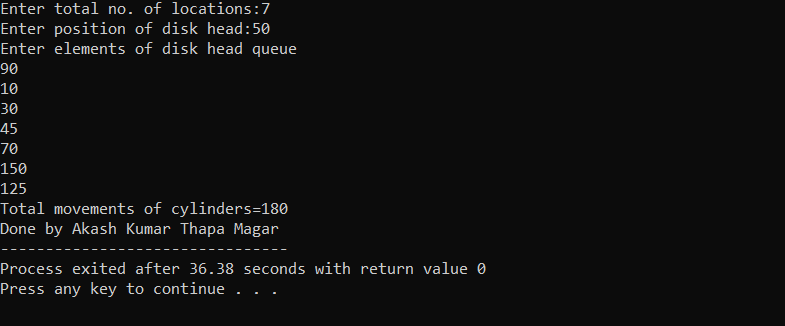 Enter total no. of locations:7
Enter position of disk head:50
Enter elements of disk head queue
90
10
30
45
70
150
125
Total movements of cylinders=180
Done by Akash Kumar Thapa Magar
--------------------------------
Process exited after 36.38 seconds with return value 0
Press any key to continue . . .